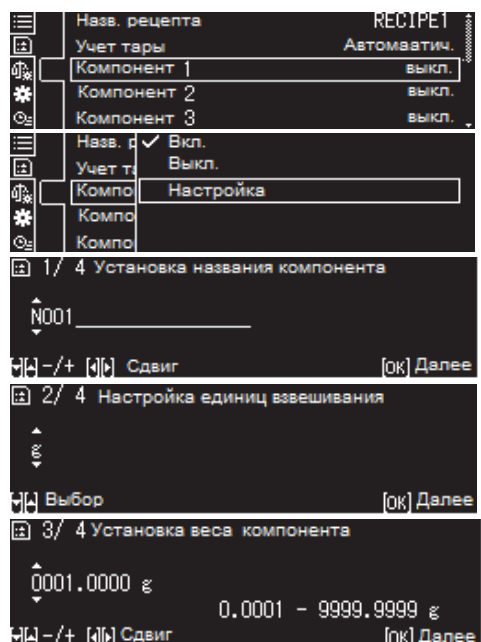 Назв. рецепта RECIPE1
Учет тары Автомаатич.
Компонент 1 выкл.
Компонент 2 выкл.
Компонент 3 выкл.
Назв. р ✓ Вкл.
Учет т Выкл.
Компо Настройка
Компо
Компо
1/ 4 Установка названия компонента
N001
-/+ Сдвиг [OK] Далее
2/ 4 Настройка единиц взвешивания
g
Выбор [OK] Далее
3/ 4 Установка веса компонента
0001.0000 g
0.0001 - 9999.9999 g
-/+ Сдвиг [OK] Далее